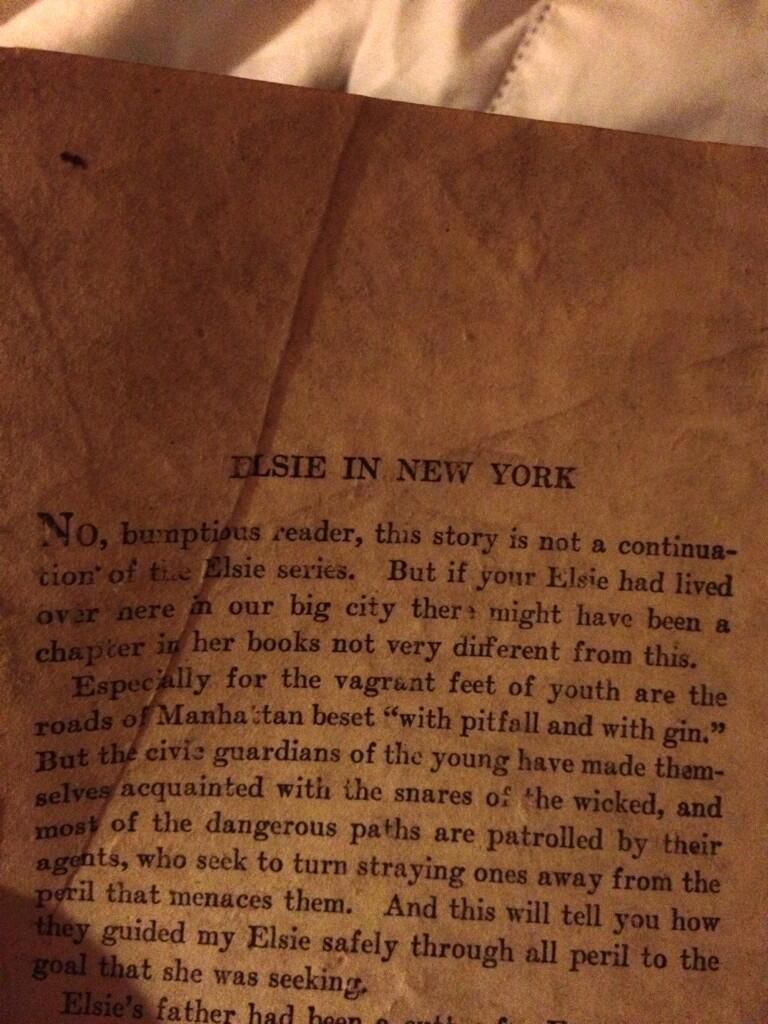 ELSIE IN NEW YORK
No, bumptious reader, this story is not a continua-
tion of the Elsie series. But if your Elsie had lived
over here in our big city there might have been a
chapter in her books not very different from this.
Especially for the vagrant feet of youth are the
roads of Manhattan beset "with pitfall and with gin."
But the civic guardians of the young have made them-
selves acquainted with the snares of the wicked, and
most of the dangerous paths are patrolled by their
agents, who seek to turn straying ones away from the
peril that menaces them. And this will tell you how
they guided my Elsie safely through all peril to the
goal that she was seeking.
Elsie's father had been a